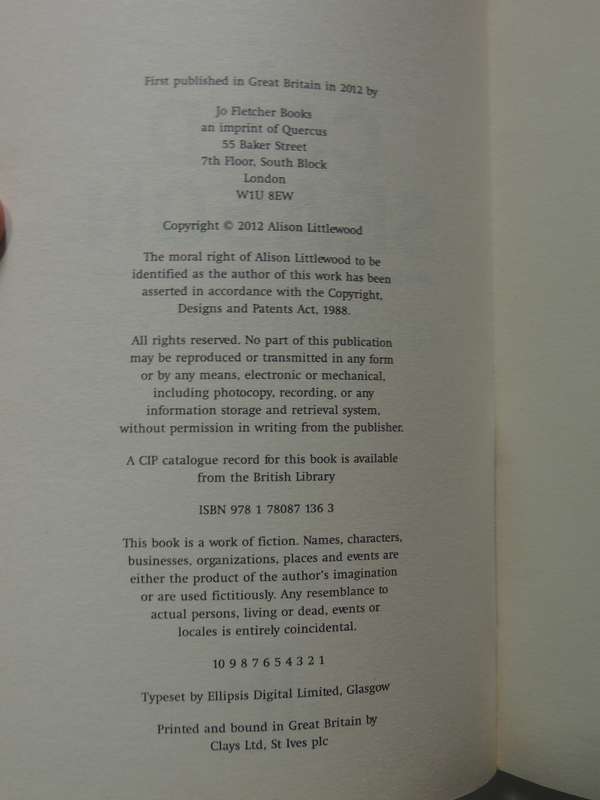 First published in Great Britain in 2012 by
Jo Fletcher Books
an imprint of Quercus
55 Baker Street
7th Floor, South Block
London
W1U 8EW
Copyright © 2012 Alison Littlewood
The moral right of Alison Littlewood to be
identified as the author of this work has been
asserted in accordance with the Copyright,
Designs and Patents Act, 1988.
All rights reserved. No part of this publication
may be reproduced or transmitted in any form
or by any means, electronic or mechanical,
including photocopy, recording, or any
information storage and retrieval system,
without permission in writing from the publisher.
A CIP catalogue record for this book is available
from the British Library
ISBN 978 1 78087 136 3
This book is a work of fiction. Names, characters,
businesses, organizations, places and events are
either the product of the author's imagination
or are used fictitiously. Any resemblance to
actual persons, living or dead, events or
locales is entirely coincidental.
10 9 8 7 6 5 4 3 2 1
Typeset by Ellipsis Digital Limited, Glasgow
Printed and bound in Great Britain by
Clays Ltd, St Ives plc